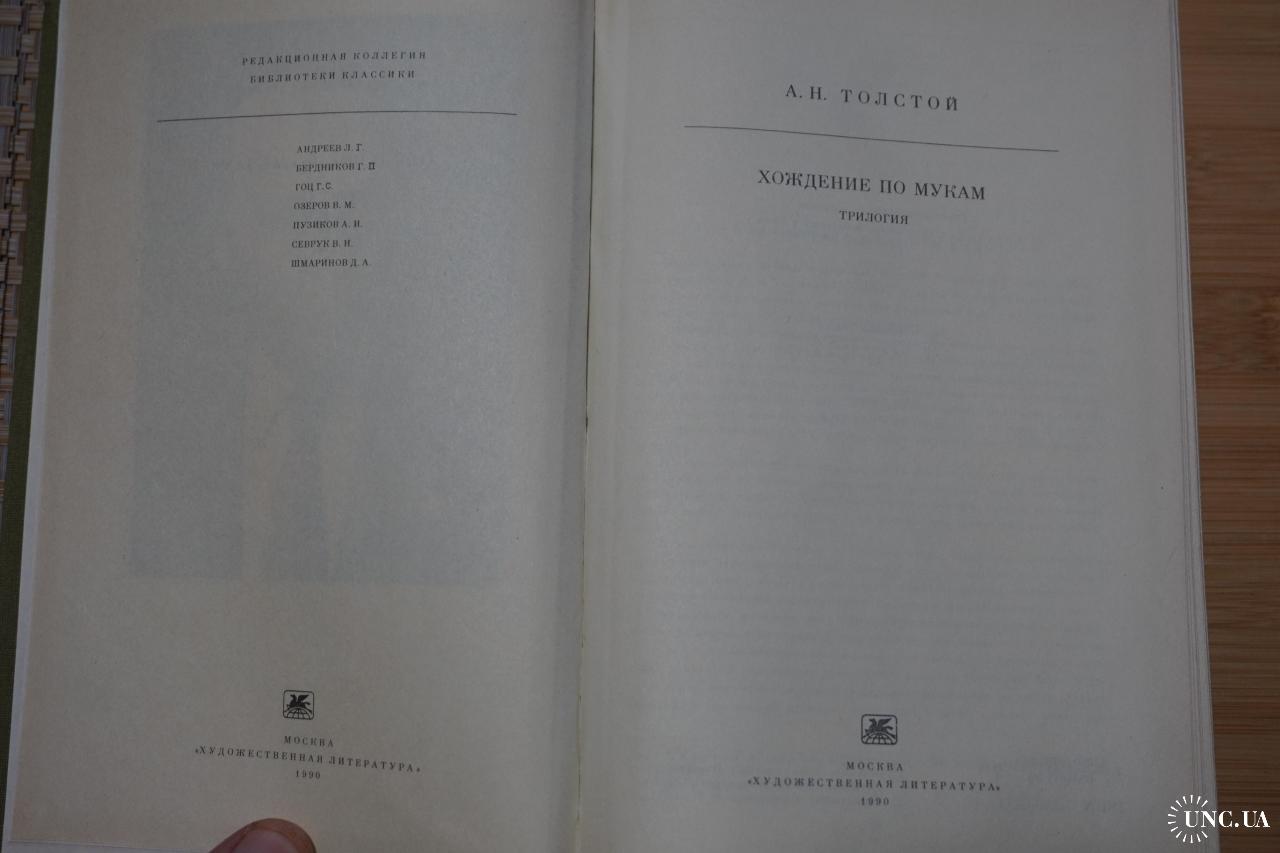 РЕДАКЦИОННАЯ КОЛЛЕГИЯ
БИБЛИОТЕКИ КЛАССИКИ
АНДРЕЕВ Л. Г.
БЕРДНИКОВ Г. П
ГОЦ Г. С.
ОЗЕРОВ В. М.
ПУЗИКОВ А. И.
СЕВРУК В. Н.
ШМАРИНОВ Д. А.
МОСКВА
«ХУДОЖЕСТВЕННАЯ ЛИТЕРАТУРА»
1990
А. Н. ТОЛСТОЙ
ХОЖДЕНИЕ ПО МУКАМ
ТРИЛОГИЯ
МОСКВА
«ХУДОЖЕСТВЕННАЯ ЛИТЕРАТУРА»
1990
UNC.UA